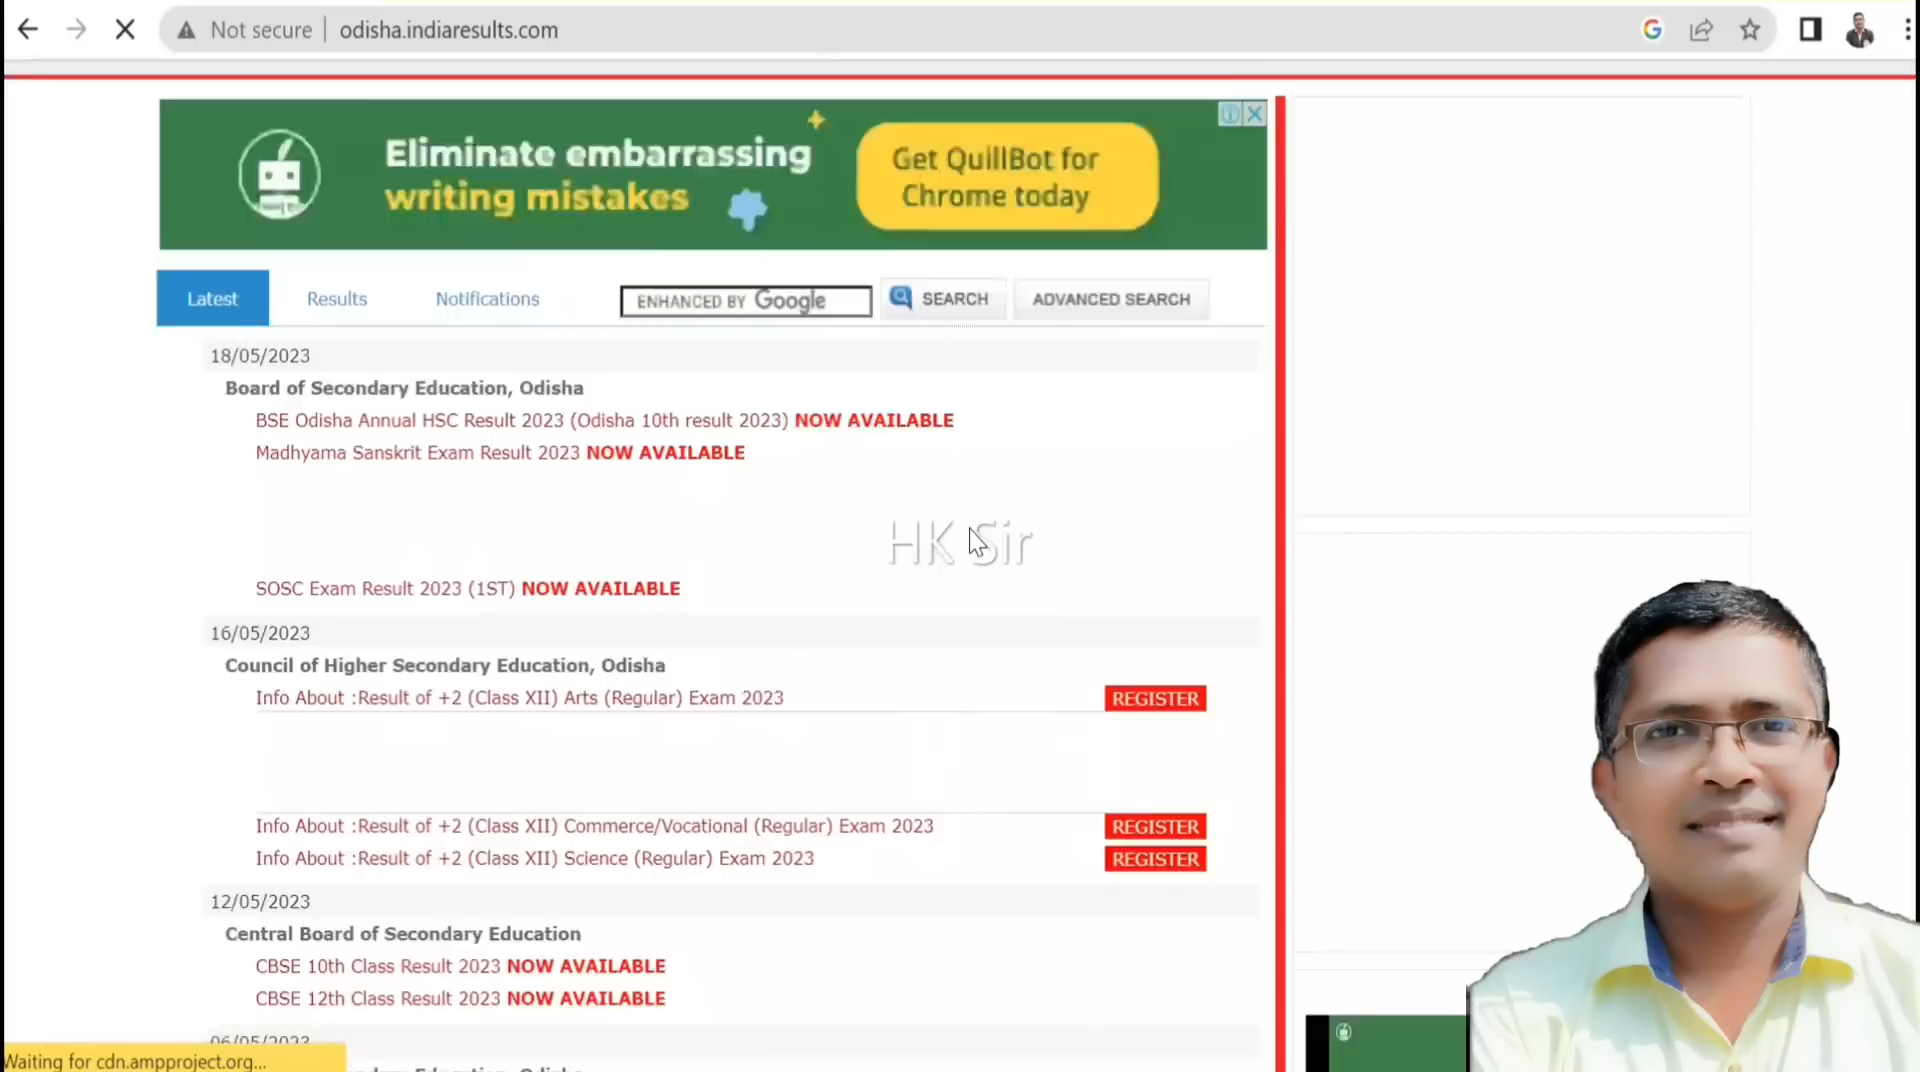 Not secure | odisha.indiaresults.com
Eliminate embarrassing
writing mistakes
Get QuillBot for
Chrome today
Latest
Results
Notifications
ENHANCED BY Google
SEARCH
ADVANCED SEARCH
18/05/2023
Board of Secondary Education, Odisha
BSE Odisha Annual HSC Result 2023 (Odisha 10th result 2023) NOW AVAILABLE
Madhyama Sanskrit Exam Result 2023 NOW AVAILABLE
HK Sir
SOSC Exam Result 2023 (1ST) NOW AVAILABLE
16/05/2023
Council of Higher Secondary Education, Odisha
Info About :Result of +2 (Class XII) Arts (Regular) Exam 2023 REGISTER
Info About :Result of +2 (Class XII) Commerce/Vocational (Regular) Exam 2023 REGISTER
Info About :Result of +2 (Class XII) Science (Regular) Exam 2023 REGISTER
12/05/2023
Central Board of Secondary Education
CBSE 10th Class Result 2023 NOW AVAILABLE
CBSE 12th Class Result 2023 NOW AVAILABLE
06/05/2023
Waiting for cdn.ampproject.org...